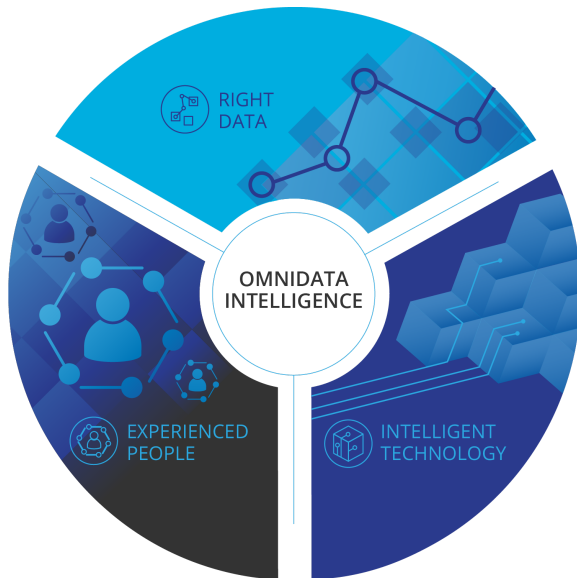 RIGHT
DATA
OMNIDATA
INTELLIGENCE
EXPERIENCED
PEOPLE
INTELLIGENT
TECHNOLOGY